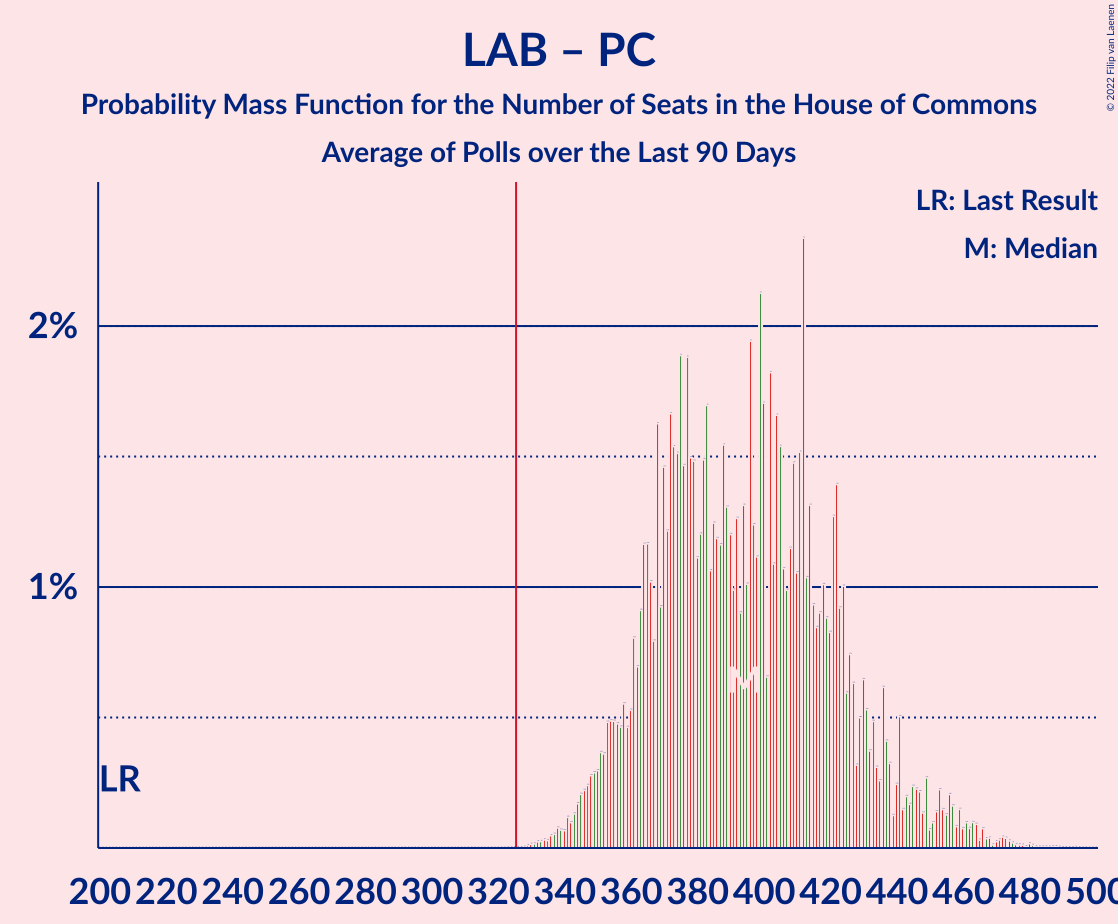 LAB – PC
Probability Mass Function for the Number of Seats in the House of Commons
Average of Polls over the Last 90 Days
© 2022 Filip van Laenen
LR: Last Result
M: Median
2%
1%
LR
M
200 220 240 260 280 300 320 340 360 380 400 420 440 460 480 500